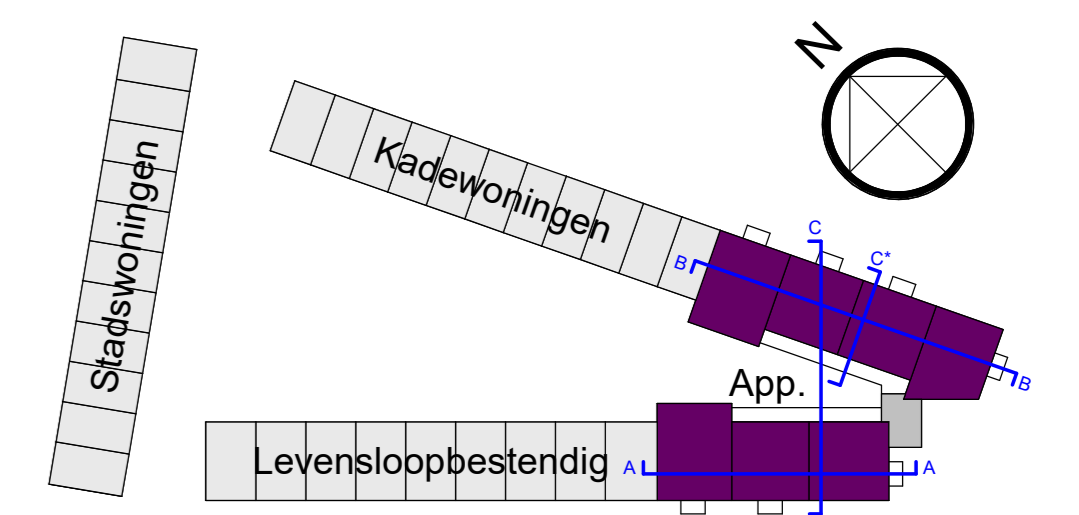 N
Kadewoningen
Stadswoningen
C
C*
B
B
App.
Levensloopbestendig
A
A